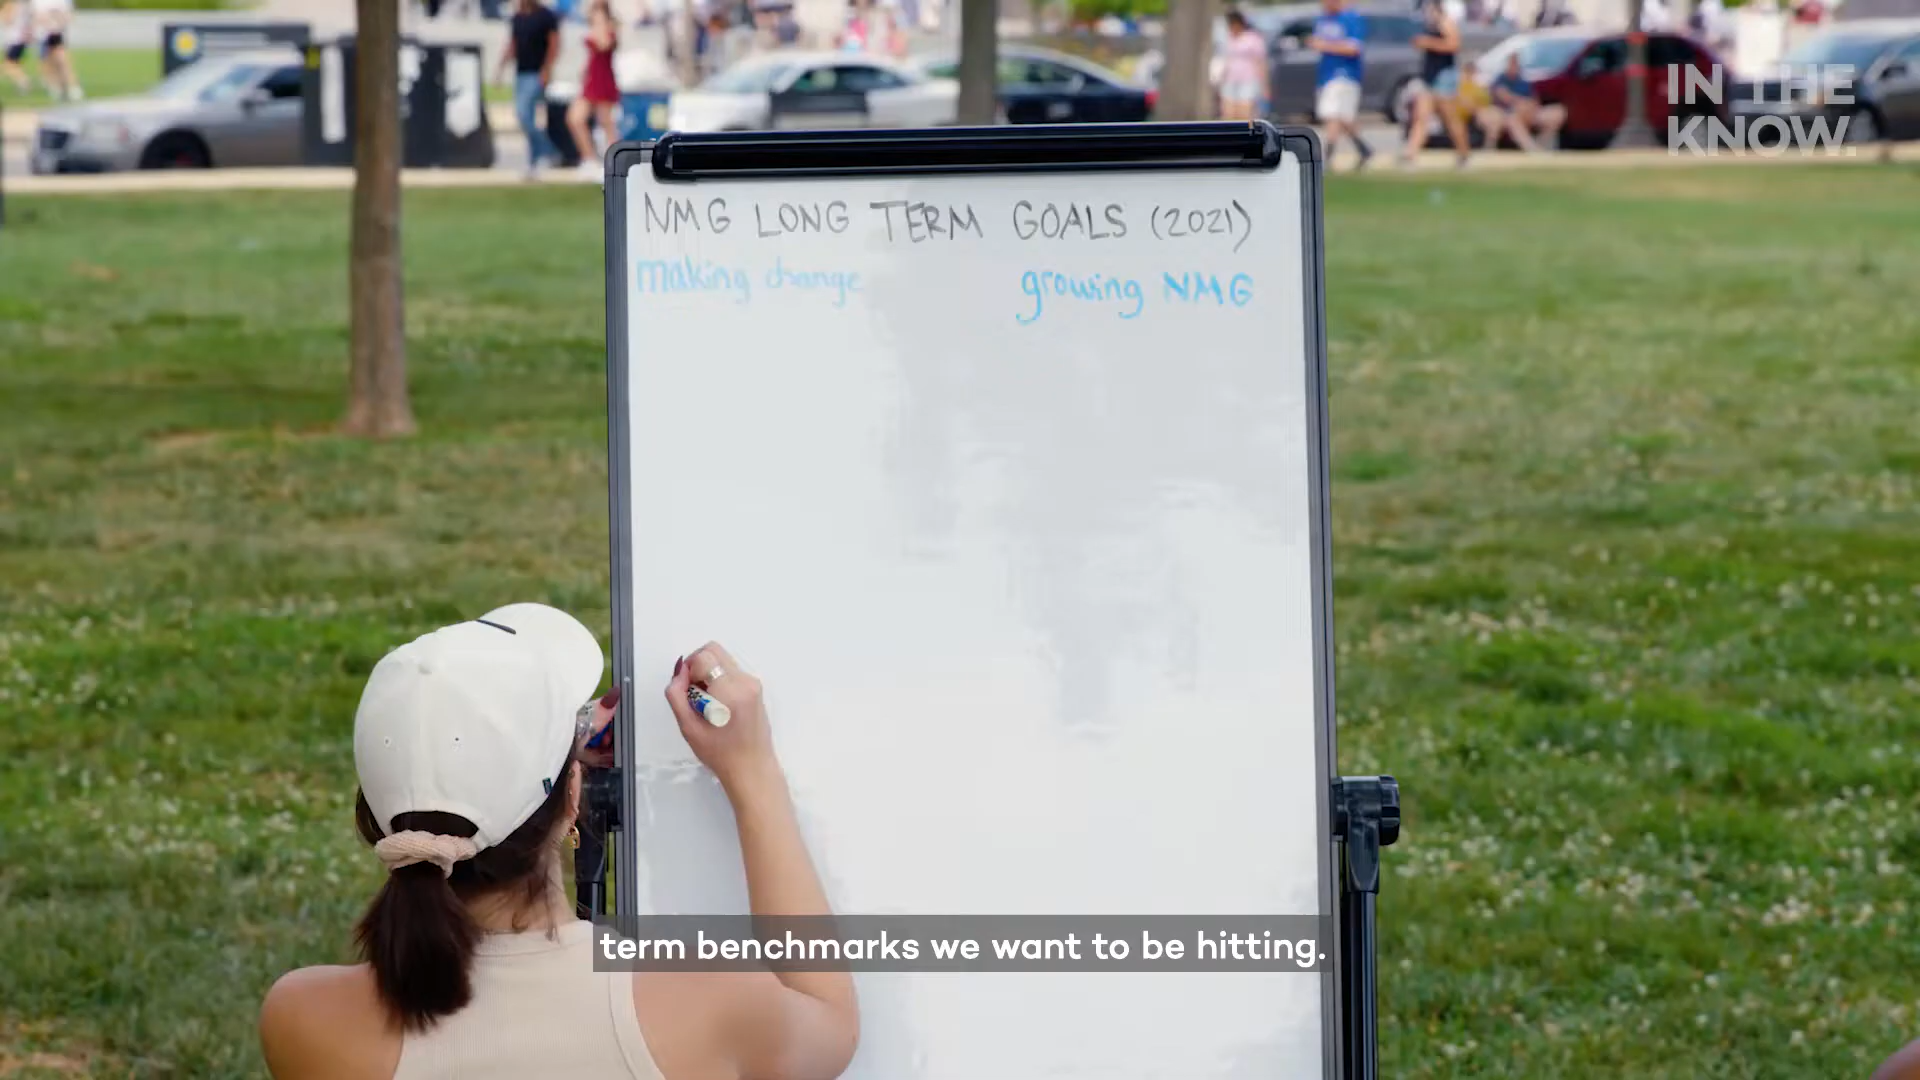 IN THE
KNOW.
NMG LONG TERM GOALS (2021)
making change growing NMG
term benchmarks we want to be hitting.